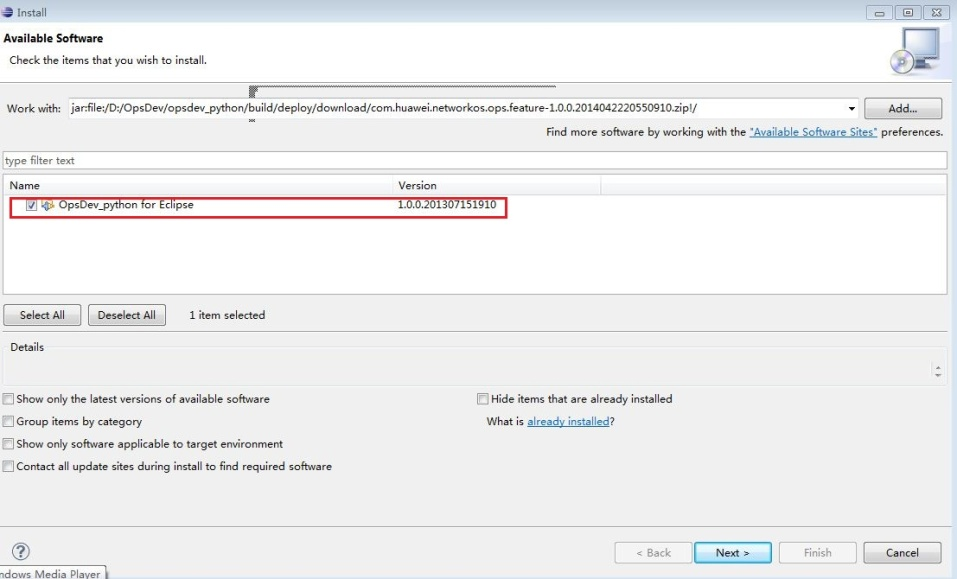 Install
Available Software
Check the items that you wish to install.
Work with: jar:file:/D:/OpsDev/opsdev_python/build/deploy/download/com.huawei.networkos.ops.feature-1.0.0.2014042220550910.zip!/ Add...
Find more software by working with the "Available Software Sites" preferences.
type filter text
Name Version
OpsDev_python for Eclipse 1.0.0.201307151910
Select All Deselect All 1 item selected
Details
Show only the latest versions of available software Hide items that are already installed
Group items by category What is already installed?
Show only software applicable to target environment
Contact all update sites during install to find required software
< Back Next > Finish Cancel
ndows Media Player